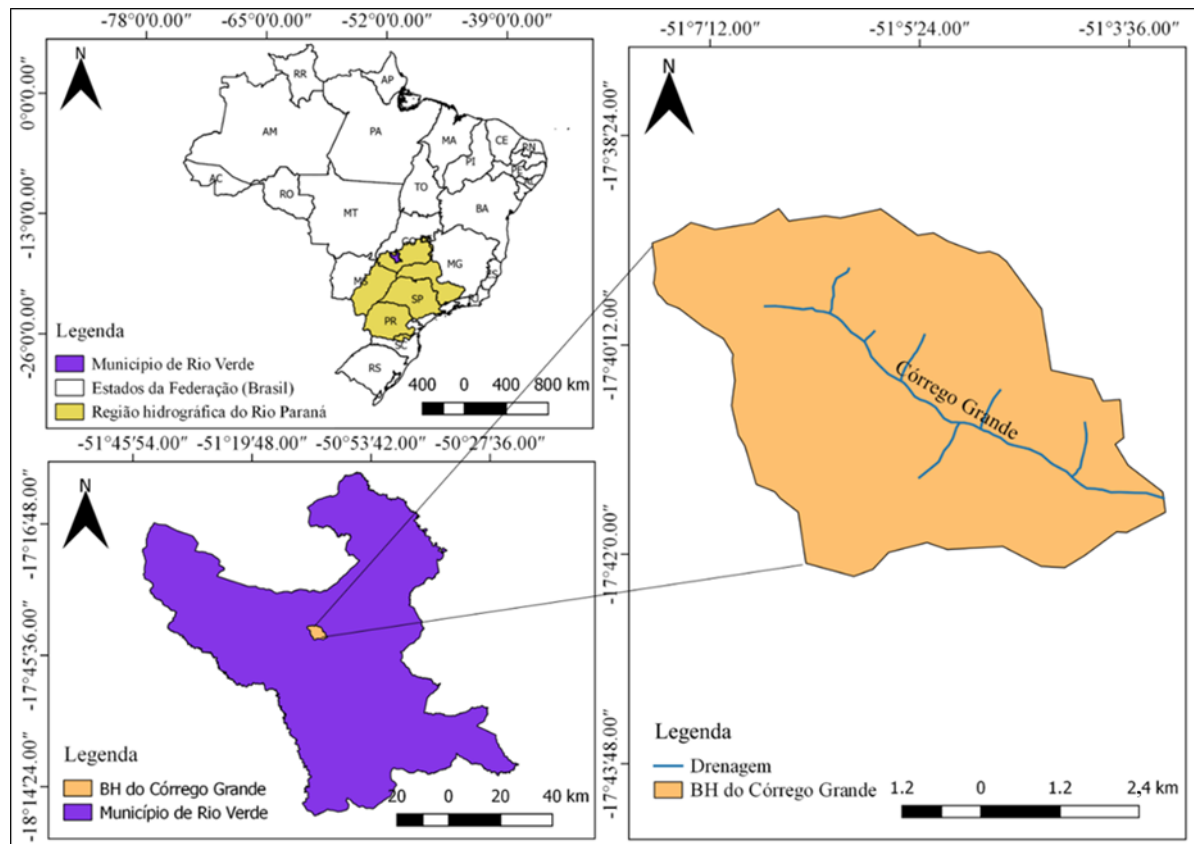 -78°0′0.00″ -65°0′0.00″ -52°0′0.00″ -39°0′0.00″
0°0′0.00″
-13°0′0.00″
-26°0′0.00″
N
RR
AP
AM
PA
MA
CE
RN
PI
PE
AC
RO
TO
AL
MT
BA
GO
MG
ES
MS
SP
RJ
PR
SC
RS
Legenda
Município de Rio Verde
Estados da Federação (Brasil)
Região hidrográfica do Rio Paraná
400 0 400 800 km
-51°45′54.00″ -51°19′48.00″ -50°53′42.00″ -50°27′36.00″
-17°16′48.00″
-17°45′36.00″
-18°14′24.00″
N
Legenda
BH do Córrego Grande
Município de Rio Verde
20 0 20 40 km
-51°7′12.00″ -51°5′24.00″ -51°3′36.00″
-17°38′24.00″
-17°40′12.00″
-17°42′0.00″
-17°43′48.00″
N
Córrego Grande
Legenda
Drenagem
BH do Córrego Grande
1.2 0 1.2 2,4 km